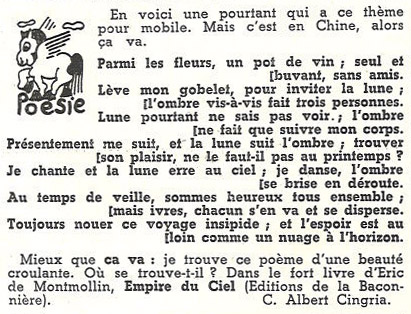 En voici une pourtant qui a ce thème
pour mobile. Mais c'est en Chine, alors
ça va.
Poésie
Parmi les fleurs, un pot de vin ; seul et
[buvant, sans amis.
Lève mon gobelet, pour inviter la lune ;
[l'ombre vis-à-vis fait trois personnes.
Lune pourtant ne sais pas voir ; l'ombre
[ne fait que suivre mon corps.
Présentement me suit, et la lune suit l'ombre ; trouver
[son plaisir, ne le faut-il pas au printemps ?
Je chante et la lune erre au ciel ; je danse, l'ombre
[se brise en déroute.
Au temps de veille, sommes heureux tous ensemble ;
[mais ivres, chacun s'en va et se disperse.
Toujours nouer ce voyage insipide ; et l'espoir est au
[loin comme un nuage à l'horizon.
Mieux que ça va : je trouve ce poème d'une beauté
croulante. Où se trouve-t-il ? Dans le fort livre d'Eric
de Montmollin, Empire du Ciel (Editions de la Bacon-
nière). C. Albert Cingria.